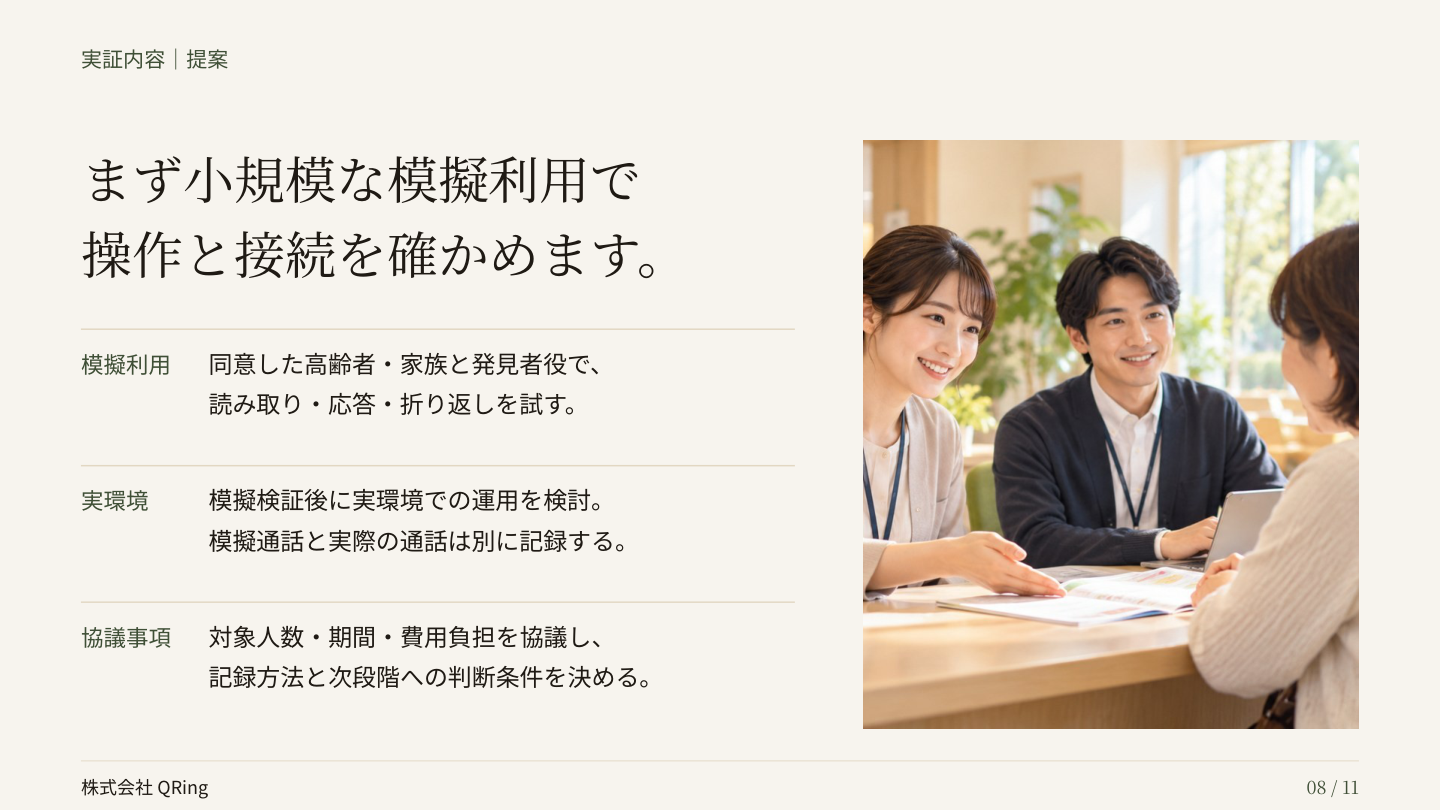 実証内容｜提案
まず小規模な模擬利用で
操作と接続を確かめます。
模擬利用
同意した高齢者・家族と発見者役で、
読み取り・応答・折り返しを試す。
実環境
模擬検証後に実環境での運用を検討。
模擬通話と実際の通話は別に記録する。
協議事項
対象人数・期間・費用負担を協議し、
記録方法と次段階への判断条件を決める。
株式会社 QRing
08 / 11